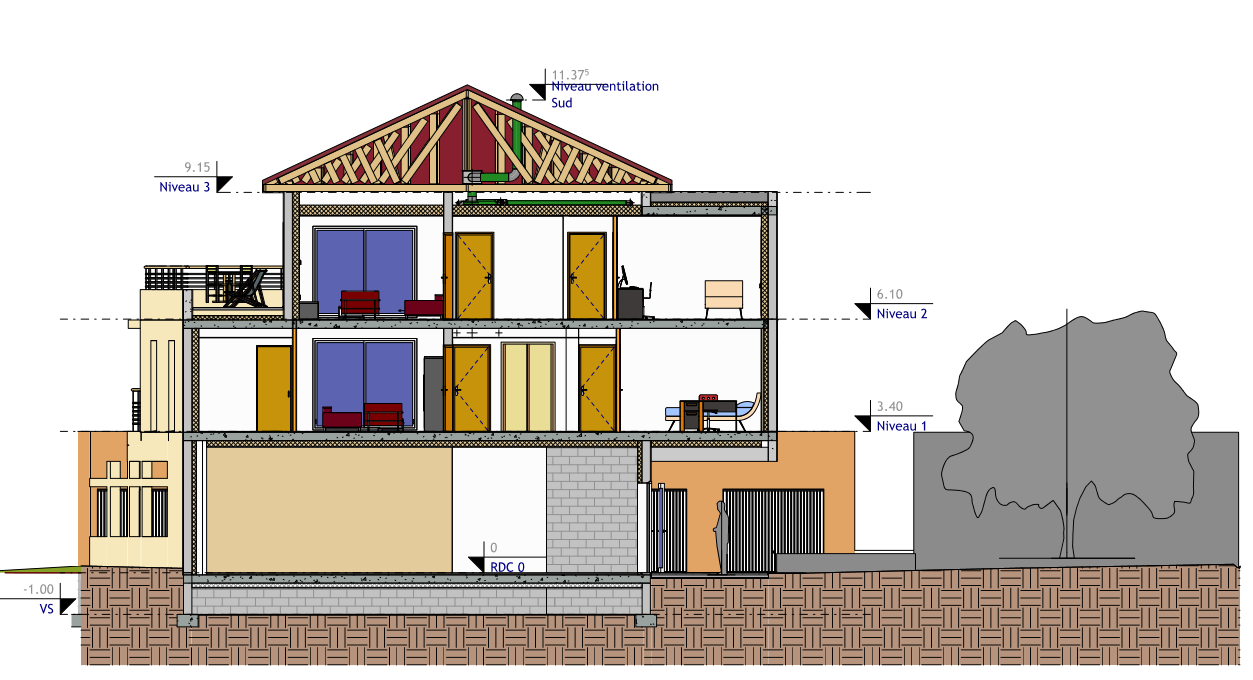 11.37⁵
Niveau ventilation
Sud
9.15
Niveau 3
6.10
Niveau 2
3.40
Niveau 1
0
RDC 0
-1.00
VS